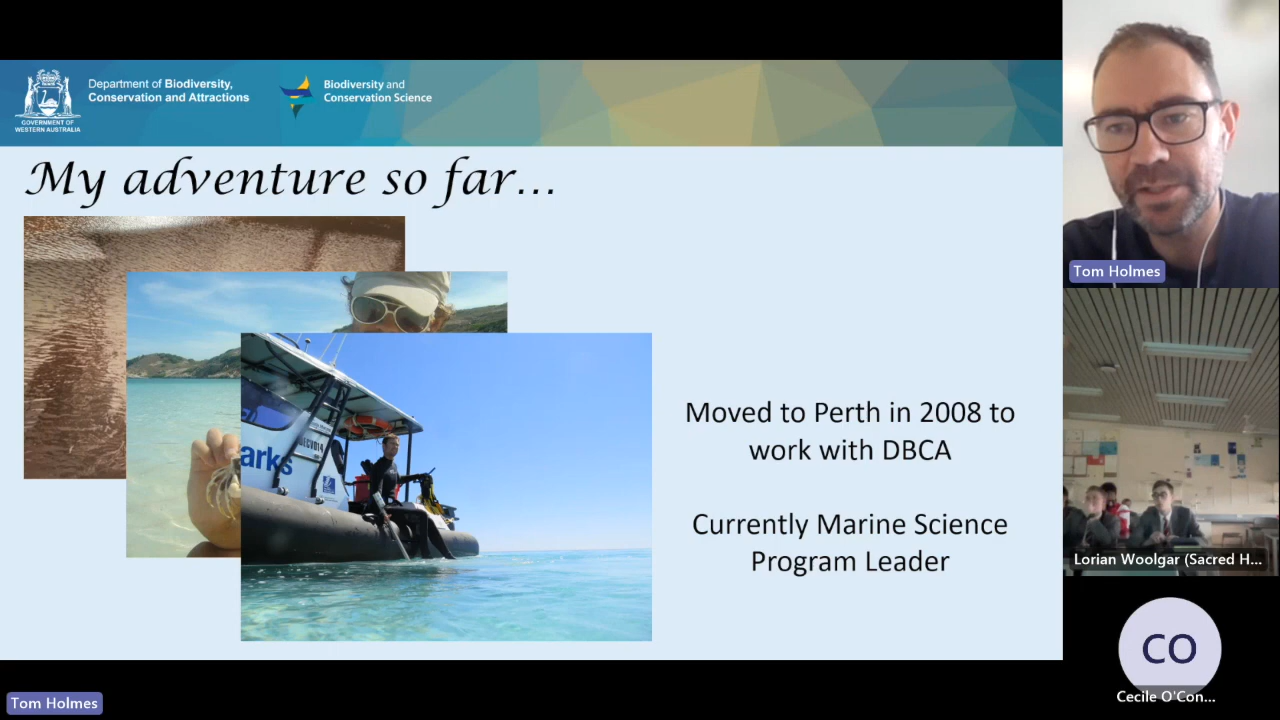 Department of Biodiversity,
Conservation and Attractions
GOVERNMENT OF
WESTERN AUSTRALIA
Biodiversity and
Conservation Science
My adventure so far...
arks
Moved to Perth in 2008 to
work with DBCA
Currently Marine Science
Program Leader
Tom Holmes
Tom Holmes
Lorian Woolgar (Sacred H...
CO
Cecile O'Con...